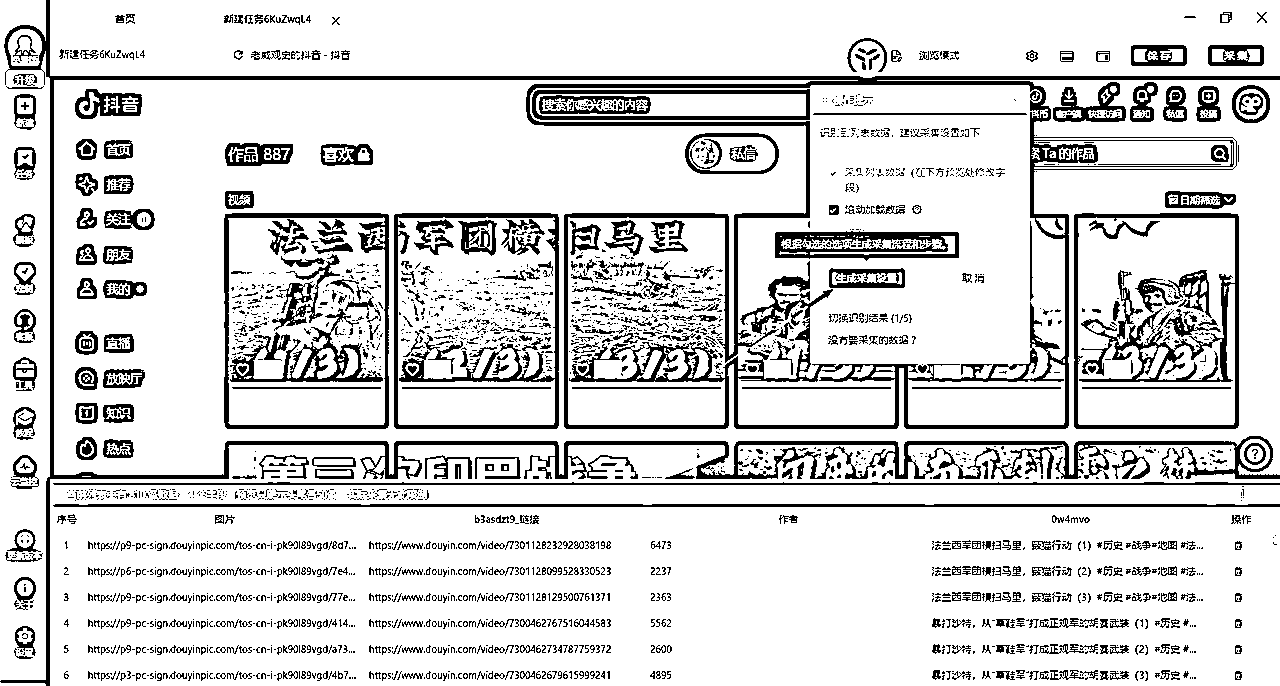 首页
新建任务6KuZwqL4
新建任务6KuZwqL4
老威观史的抖音 - 抖音
浏览模式
保存
采集
升级
抖音
搜索你感兴趣的内容
首页
推荐
关注
朋友
我的
直播
放映厅
知识
热点
工具
作品 887
喜欢
私信
Ta 的作品
视频
日期筛选
识别到列表数据，建议采集设置如下
采集列表数据 (在下方预览处修改字段)
滚动加载数据
根据勾选的选项生成采集流程和步骤。
生成采集设置
取消
切换识别结果 (1/5)
没有要采集的数据？
法兰西军团横扫马里
第三次印巴战争
序号 图片 b3asdzt9_链接 作者 0w4mvo 操作
1 https://p9-pc-sign.douyinpic.com/tos-cn-i-pk90l89vgd/8d7... https://www.douyin.com/video/7301128232928038198 6473 法兰西军团横扫马里，薮猫行动 (1) #历史 #战争#地图 #法...
2 https://p6-pc-sign.douyinpic.com/tos-cn-i-pk90l89vgd/7e4... https://www.douyin.com/video/7301128099528330523 2237 法兰西军团横扫马里，薮猫行动 (2) #历史 #战争#地图 #法...
3 https://p9-pc-sign.douyinpic.com/tos-cn-i-pk90l89vgd/77e... https://www.douyin.com/video/7301128129500761371 2363 法兰西军团横扫马里，薮猫行动 (3) #历史 #战争#地图 #法...
4 https://p9-pc-sign.douyinpic.com/tos-cn-i-pk90l89vgd/414... https://www.douyin.com/video/7300462767516044583 5562 暴打沙特，从"草鞋军"打成正规军的胡赛武装 (1) #历史 #...
5 https://p9-pc-sign.douyinpic.com/tos-cn-i-pk90l89vgd/a73... https://www.douyin.com/video/7300462734787759372 2600 暴打沙特，从"草鞋军"打成正规军的胡赛武装 (2) #历史 #...
6 https://p3-pc-sign.douyinpic.com/tos-cn-i-pk90l89vgd/4b7... https://www.douyin.com/video/7300462679615999241 4895 暴打沙特，从"草鞋军"打成正规军的胡赛武装 (3) #历史 #...